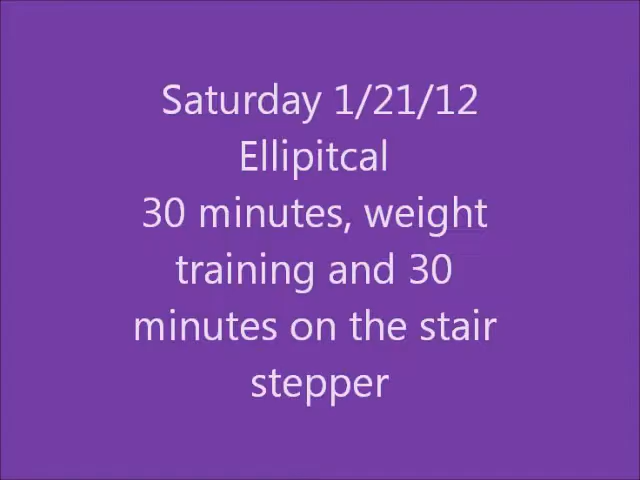 Saturday 1/21/12
Ellipitcal
30 minutes, weight
training and 30
minutes on the stair
stepper